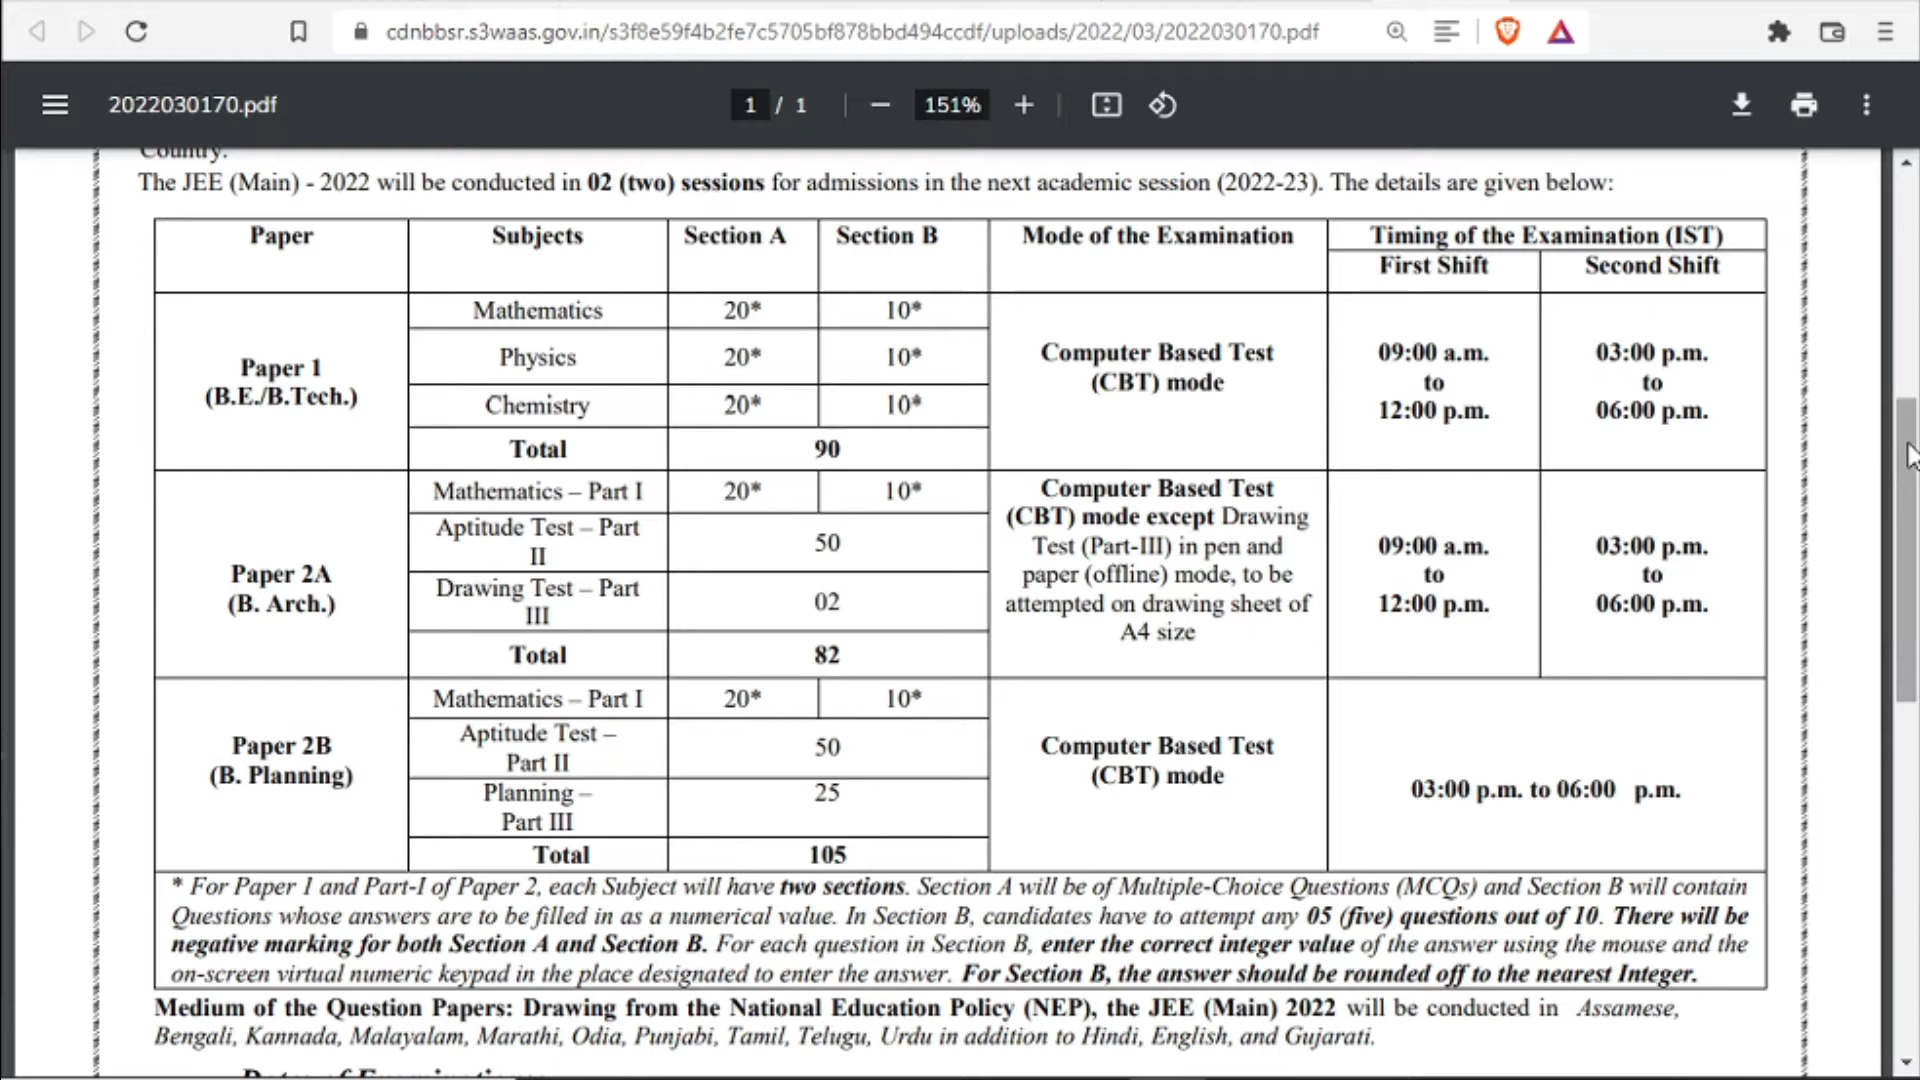 cdnbbsr.s3waas.gov.in/s3f8e59f4b2fe7c5705bf878bbd494ccdf/uploads/2022/03/2022030170.pdf
2022030170.pdf
1 / 1
151%
Country.
The JEE (Main) - 2022 will be conducted in 02 (two) sessions for admissions in the next academic session (2022-23). The details are given below:
Paper Subjects Section A Section B Mode of the Examination Timing of the Examination (IST)
First Shift Second Shift
Paper 1
(B.E./B.Tech.)
Mathematics 20* 10*
Physics 20* 10*
Chemistry 20* 10*
Total 90
Computer Based Test
(CBT) mode
09:00 a.m.
to
12:00 p.m.
03:00 p.m.
to
06:00 p.m.
Paper 2A
(B. Arch.)
Mathematics – Part I 20* 10*
Aptitude Test – Part
II
50
Drawing Test – Part
III
02
Total 82
Computer Based Test
(CBT) mode except Drawing
Test (Part-III) in pen and
paper (offline) mode, to be
attempted on drawing sheet of
A4 size
09:00 a.m.
to
12:00 p.m.
03:00 p.m.
to
06:00 p.m.
Paper 2B
(B. Planning)
Mathematics – Part I 20* 10*
Aptitude Test –
Part II
50
Planning –
Part III
25
Total 105
Computer Based Test
(CBT) mode
03:00 p.m. to 06:00 p.m.
* For Paper 1 and Part-I of Paper 2, each Subject will have two sections. Section A will be of Multiple-Choice Questions (MCQs) and Section B will contain
Questions whose answers are to be filled in as a numerical value. In Section B, candidates have to attempt any 05 (five) questions out of 10. There will be
negative marking for both Section A and Section B. For each question in Section B, enter the correct integer value of the answer using the mouse and the
on-screen virtual numeric keypad in the place designated to enter the answer. For Section B, the answer should be rounded off to the nearest Integer.
Medium of the Question Papers: Drawing from the National Education Policy (NEP), the JEE (Main) 2022 will be conducted in Assamese,
Bengali, Kannada, Malayalam, Marathi, Odia, Punjabi, Tamil, Telugu, Urdu in addition to Hindi, English, and Gujarati.